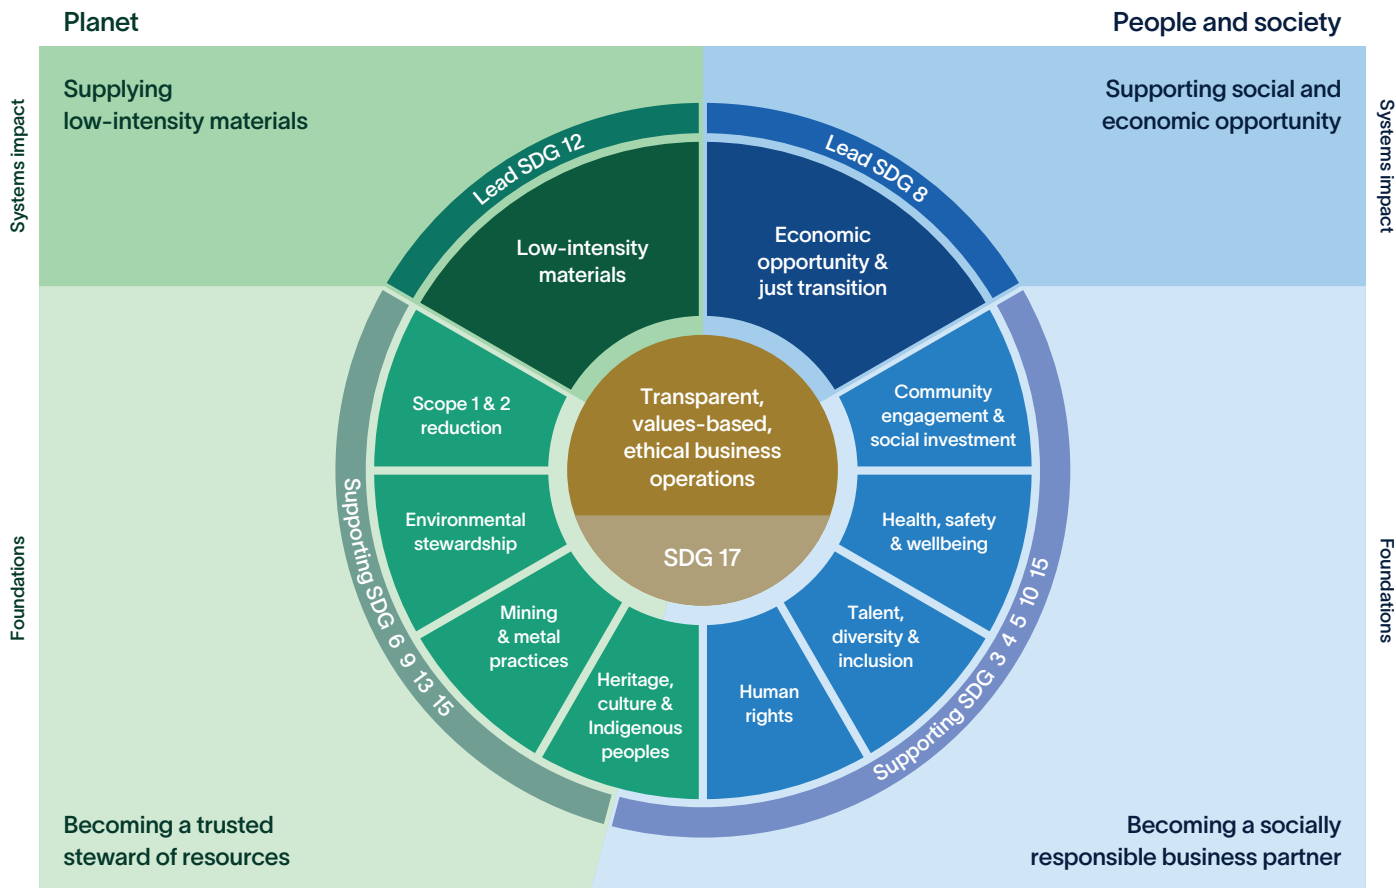 Planet
People and society
Supplying
low-intensity materials
Supporting social and
economic opportunity
Systems impact
Systems impact
Lead SDG 12
Lead SDG 8
Low-intensity
materials
Economic
opportunity &
just transition
Transparent,
values-based,
ethical business
operations
SDG 17
Scope 1 & 2
reduction
Community
engagement &
social investment
Environmental
stewardship
Health, safety
& wellbeing
Mining
& metal
practices
Talent,
diversity &
inclusion
Heritage,
culture &
Indigenous
peoples
Human
rights
Supporting SDG 6 9 13 15
Supporting SDG 3 4 5 10 15
Foundations
Foundations
Becoming a trusted
steward of resources
Becoming a socially
responsible business partner